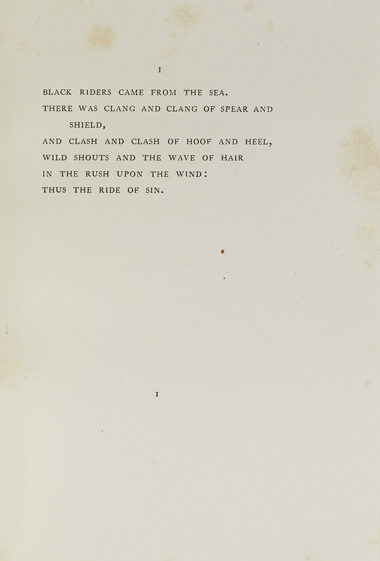 I
BLACK RIDERS CAME FROM THE SEA.
THERE WAS CLANG AND CLANG OF SPEAR AND
SHIELD,
AND CLASH AND CLASH OF HOOF AND HEEL,
WILD SHOUTS AND THE WAVE OF HAIR
IN THE RUSH UPON THE WIND:
THUS THE RIDE OF SIN.
I